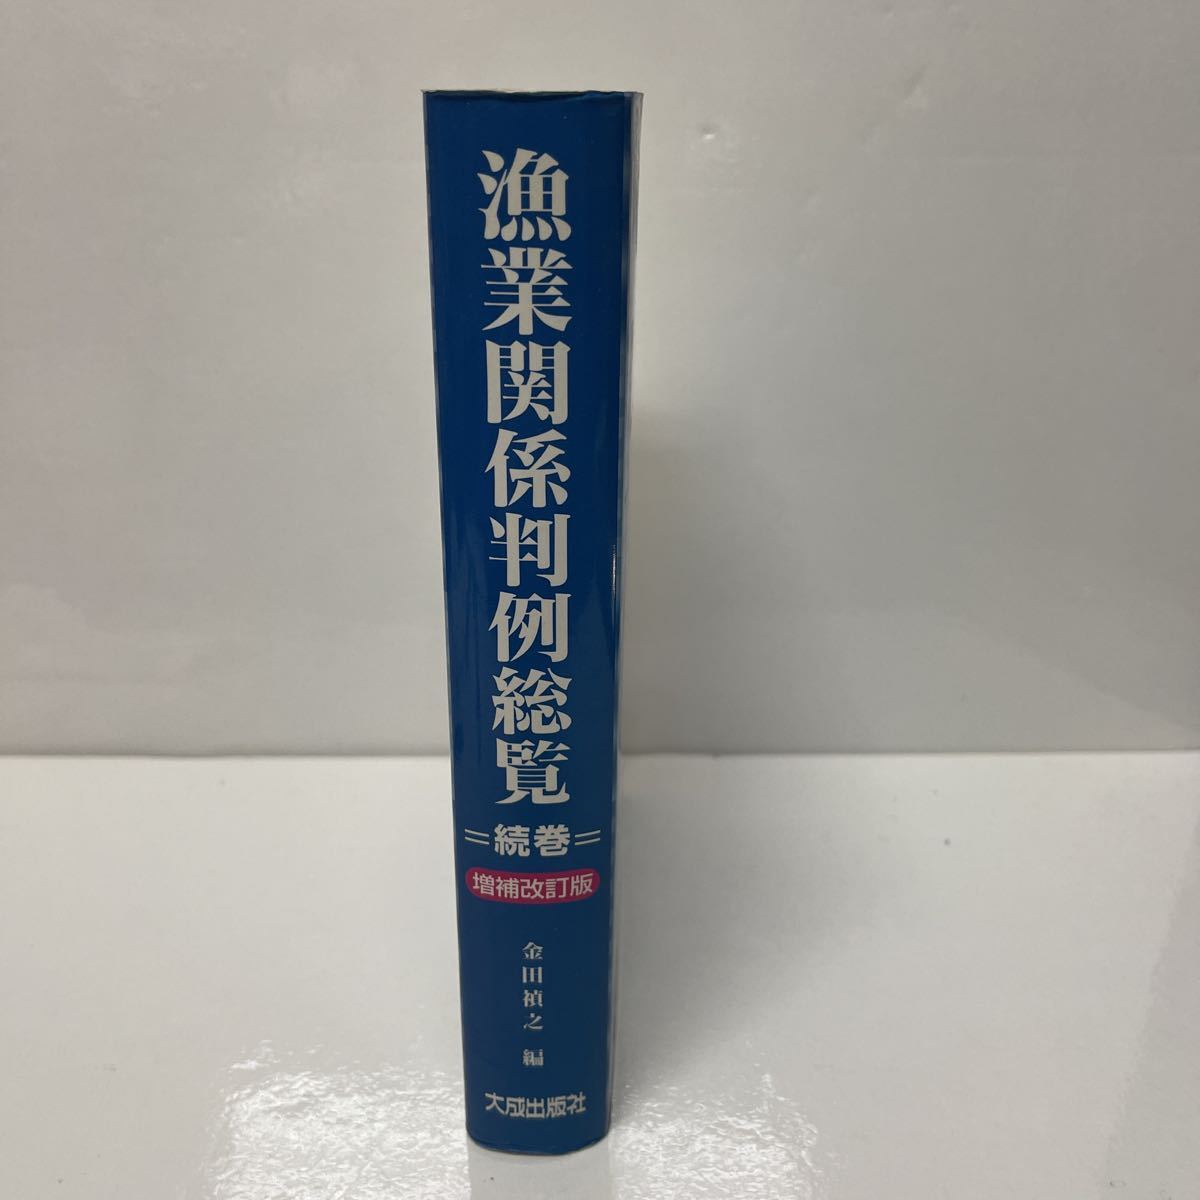 漁業関係判例総覧
=続巻=
増補改訂版
金田禎之 編
大成出版社